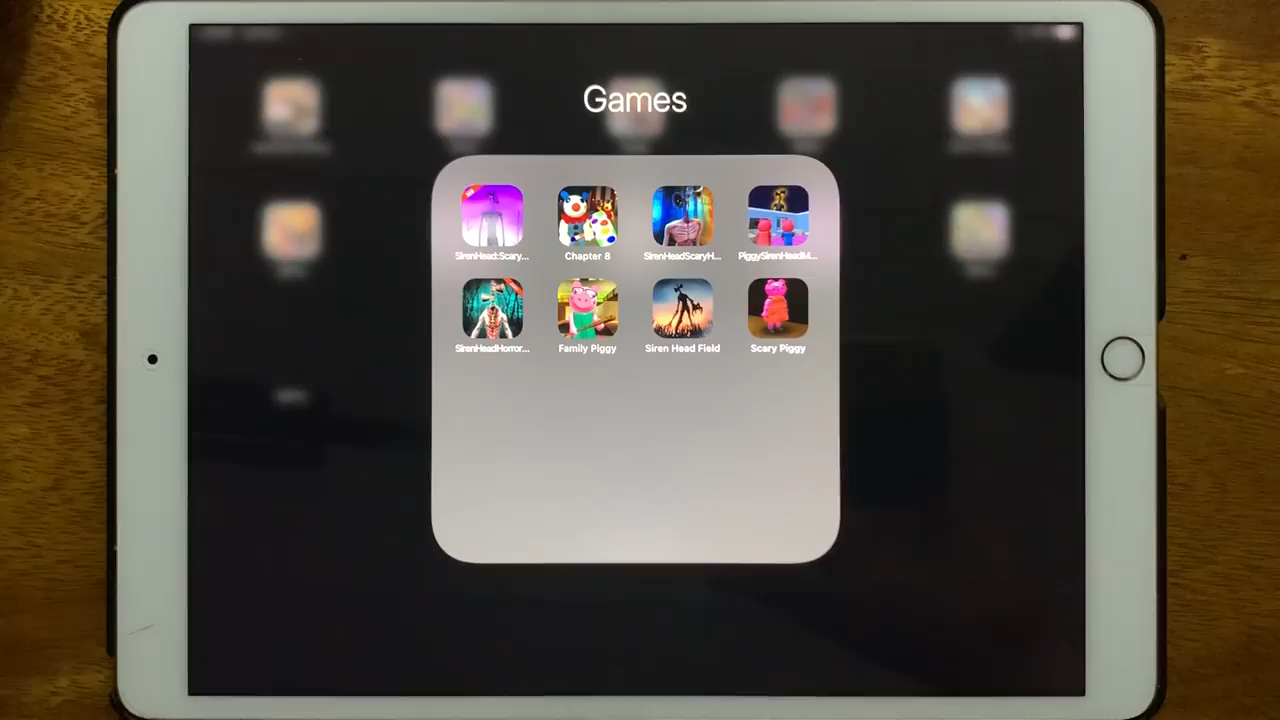 Games
SirenHead:Scary...
Chapter 8
SirenHeadScaryH...
PiggySirenHeadM...
SirenHeadHorror...
Family Piggy
Siren Head Field
Scary Piggy